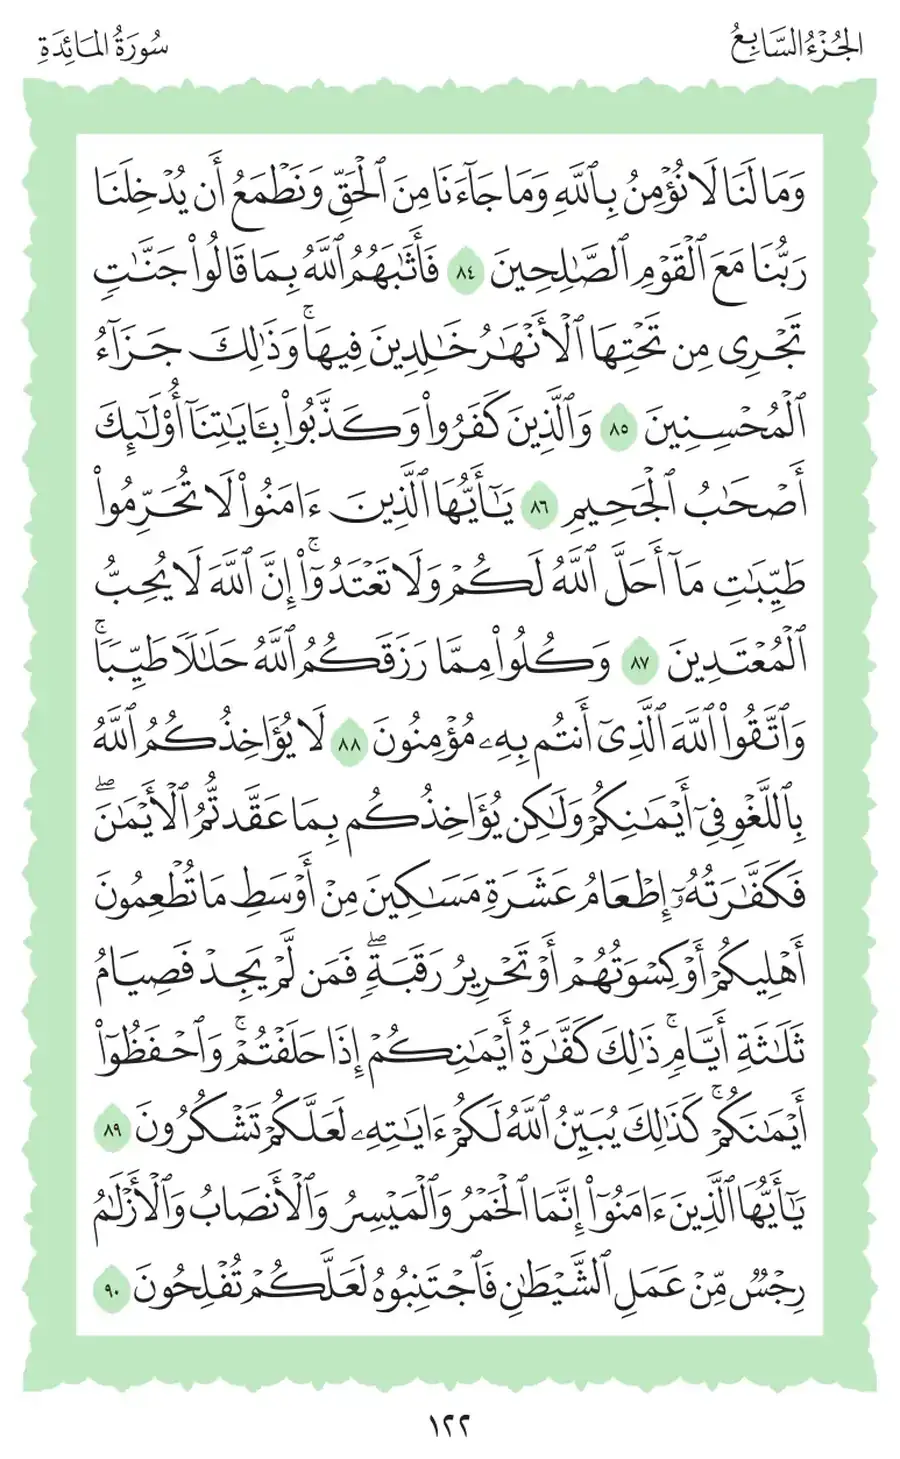 الجُزْءُ السَّابِعُ
سُورَةُ المَائِدَةِ
وَمَا لَنَا لَا نُؤۡمِنُ بِٱللَّهِ وَمَا جَآءَنَا مِنَ ٱلۡحَقِّ وَنَطۡمَعُ أَن يُدۡخِلَنَا
رَبُّنَا مَعَ ٱلۡقَوۡمِ ٱلصَّٰلِحِينَ ٨٤ فَأَثَٰبَهُمُ ٱللَّهُ بِمَا قَالُواْ جَنَّٰتٖ
تَجۡرِي مِن تَحۡتِهَا ٱلۡأَنۡهَٰرُ خَٰلِدِينَ فِيهَاۚ وَذَٰلِكَ جَزَآءُ
ٱلۡمُحۡسِنِينَ ٨٥ وَٱلَّذِينَ كَفَرُواْ وَكَذَّبُواْ بِـَٔايَٰتِنَآ أُوْلَٰٓئِكَ
أَصۡحَٰبُ ٱلۡجَحِيمِ ٨٦ يَٰٓأَيُّهَا ٱلَّذِينَ ءَامَنُواْ لَا تُحَرِّمُواْ
طَيِّبَٰتِ مَآ أَحَلَّ ٱللَّهُ لَكُمۡ وَلَا تَعۡتَدُوٓاْۚ إِنَّ ٱللَّهَ لَا يُحِبُّ
ٱلۡمُعۡتَدِينَ ٨٧ وَكُلُواْ مِمَّا رَزَقَكُمُ ٱللَّهُ حَلَٰلٗا طَيِّبٗاۚ
وَٱتَّقُواْ ٱللَّهَ ٱلَّذِيٓ أَنتُم بِهِۦ مُؤۡمِنُونَ ٨٨ لَا يُؤَاخِذُكُمُ ٱللَّهُ
بِٱللَّغۡوِ فِيٓ أَيۡمَٰنِكُمۡ وَلَٰكِن يُؤَاخِذُكُم بِمَا عَقَّدتُّمُ ٱلۡأَيۡمَٰنَۖ
فَكَفَّٰرَتُهُۥٓ إِطۡعَامُ عَشَرَةِ مَسَٰكِينَ مِنۡ أَوۡسَطِ مَا تُطۡعِمُونَ
أَهۡلِيكُمۡ أَوۡ كِسۡوَتُهُمۡ أَوۡ تَحۡرِيرُ رَقَبَةٖۖ فَمَن لَّمۡ يَجِدۡ فَصِيَامُ
ثَلَٰثَةِ أَيَّامٖۚ ذَٰلِكَ كَفَّٰرَةُ أَيۡمَٰنِكُمۡ إِذَا حَلَفۡتُمۡۚ وَٱحۡفَظُوٓاْ
أَيۡمَٰنَكُمۡۚ كَذَٰلِكَ يُبَيِّنُ ٱللَّهُ لَكُمۡ ءَايَٰتِهِۦ لَعَلَّكُمۡ تَشۡكُرُونَ ٨٩
يَٰٓأَيُّهَا ٱلَّذِينَ ءَامَنُوٓاْ إِنَّمَا ٱلۡخَمۡرُ وَٱلۡمَيۡسِرُ وَٱلۡأَنصَابُ وَٱلۡأَزۡلَٰمُ
رِجۡسٞ مِّنۡ عَمَلِ ٱلشَّيۡطَٰنِ فَٱجۡتَنِبُوهُ لَعَلَّكُمۡ تُفۡلِحُونَ ٩٠
١٢٢